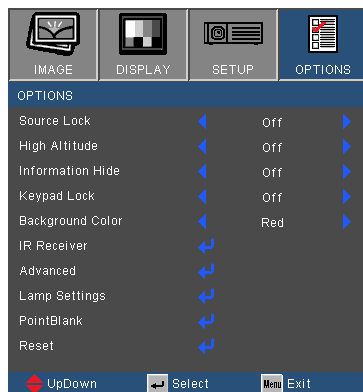 IMAGE DISPLAY SETUP OPTIONS
OPTIONS
Source Lock Off
High Altitude Off
Information Hide Off
Keypad Lock Off
Background Color Red
IR Receiver
Advanced
Lamp Settings
PointBlank
Reset
UpDown Select Menu Exit